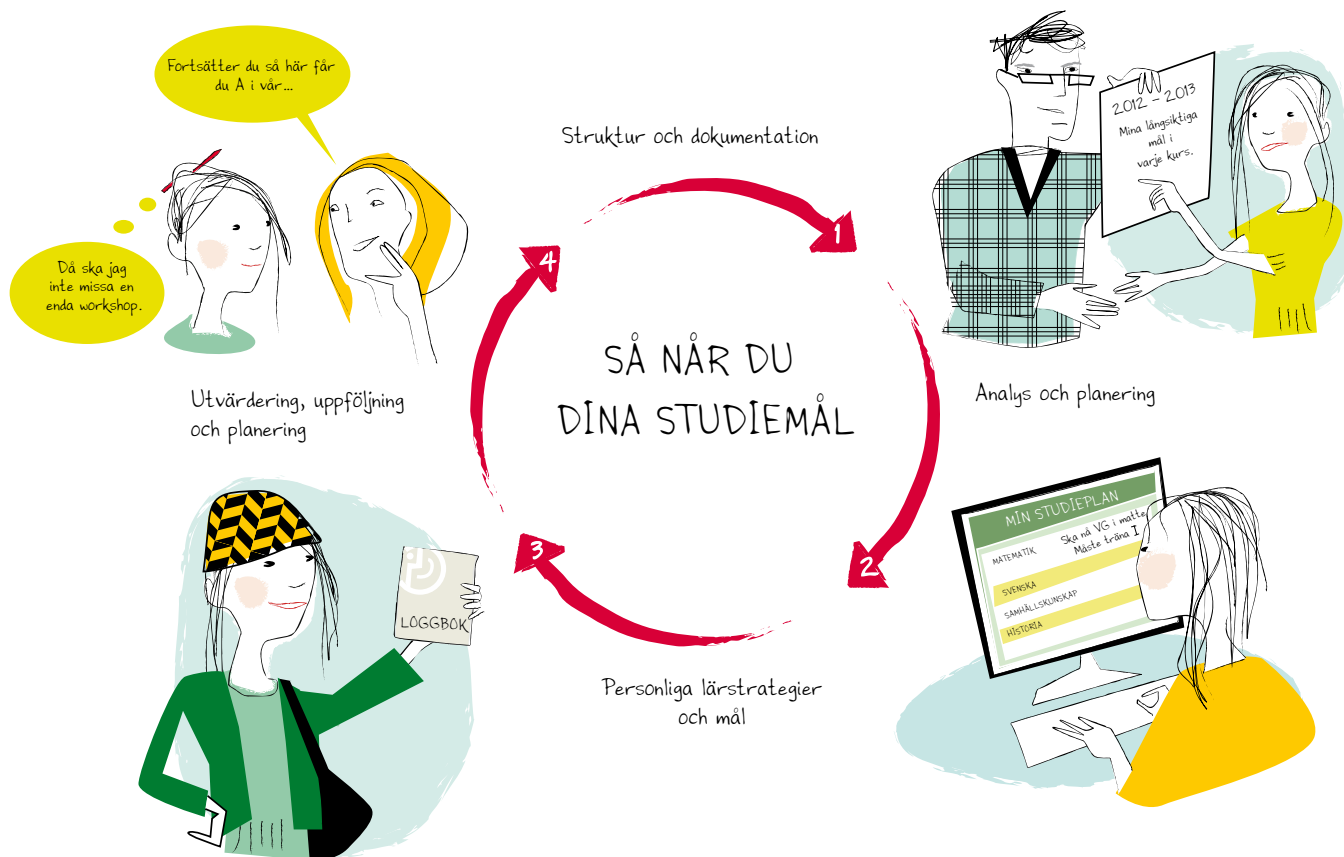 Fortsätter du så här får
du A i vår...
Då ska jag
inte missa en
enda workshop.
Struktur och dokumentation
1
2012 - 2013
Mina långsiktiga
mål i
varje kurs.
4
SÅ NÅR DU
DINA STUDIEMÅL
Utvärdering, uppföljning
och planering
Analys och planering
3
2
LOGGBOK
MIN STUDIEPLAN
MATEMATIK
Ska nå VG i matte
Måste träna I
SVENSKA
SAMHÄLLSKUNSKAP
HISTORIA
Personliga lärstrategier
och mål